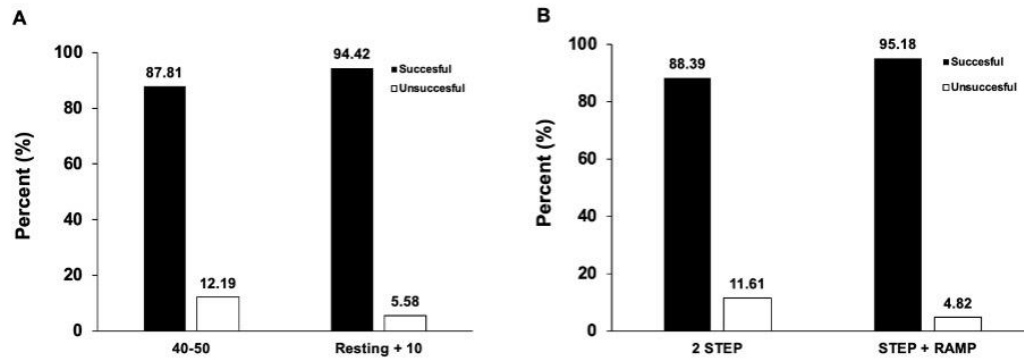 A
Percent (%)
100
80
60
40
20
0
87.81
12.19
94.42
5.58
Succesful
Unsuccesful
40-50
Resting + 10
B
Percent (%)
100
80
60
40
20
0
88.39
11.61
95.18
4.82
Succesful
Unsuccesful
2 STEP
STEP + RAMP